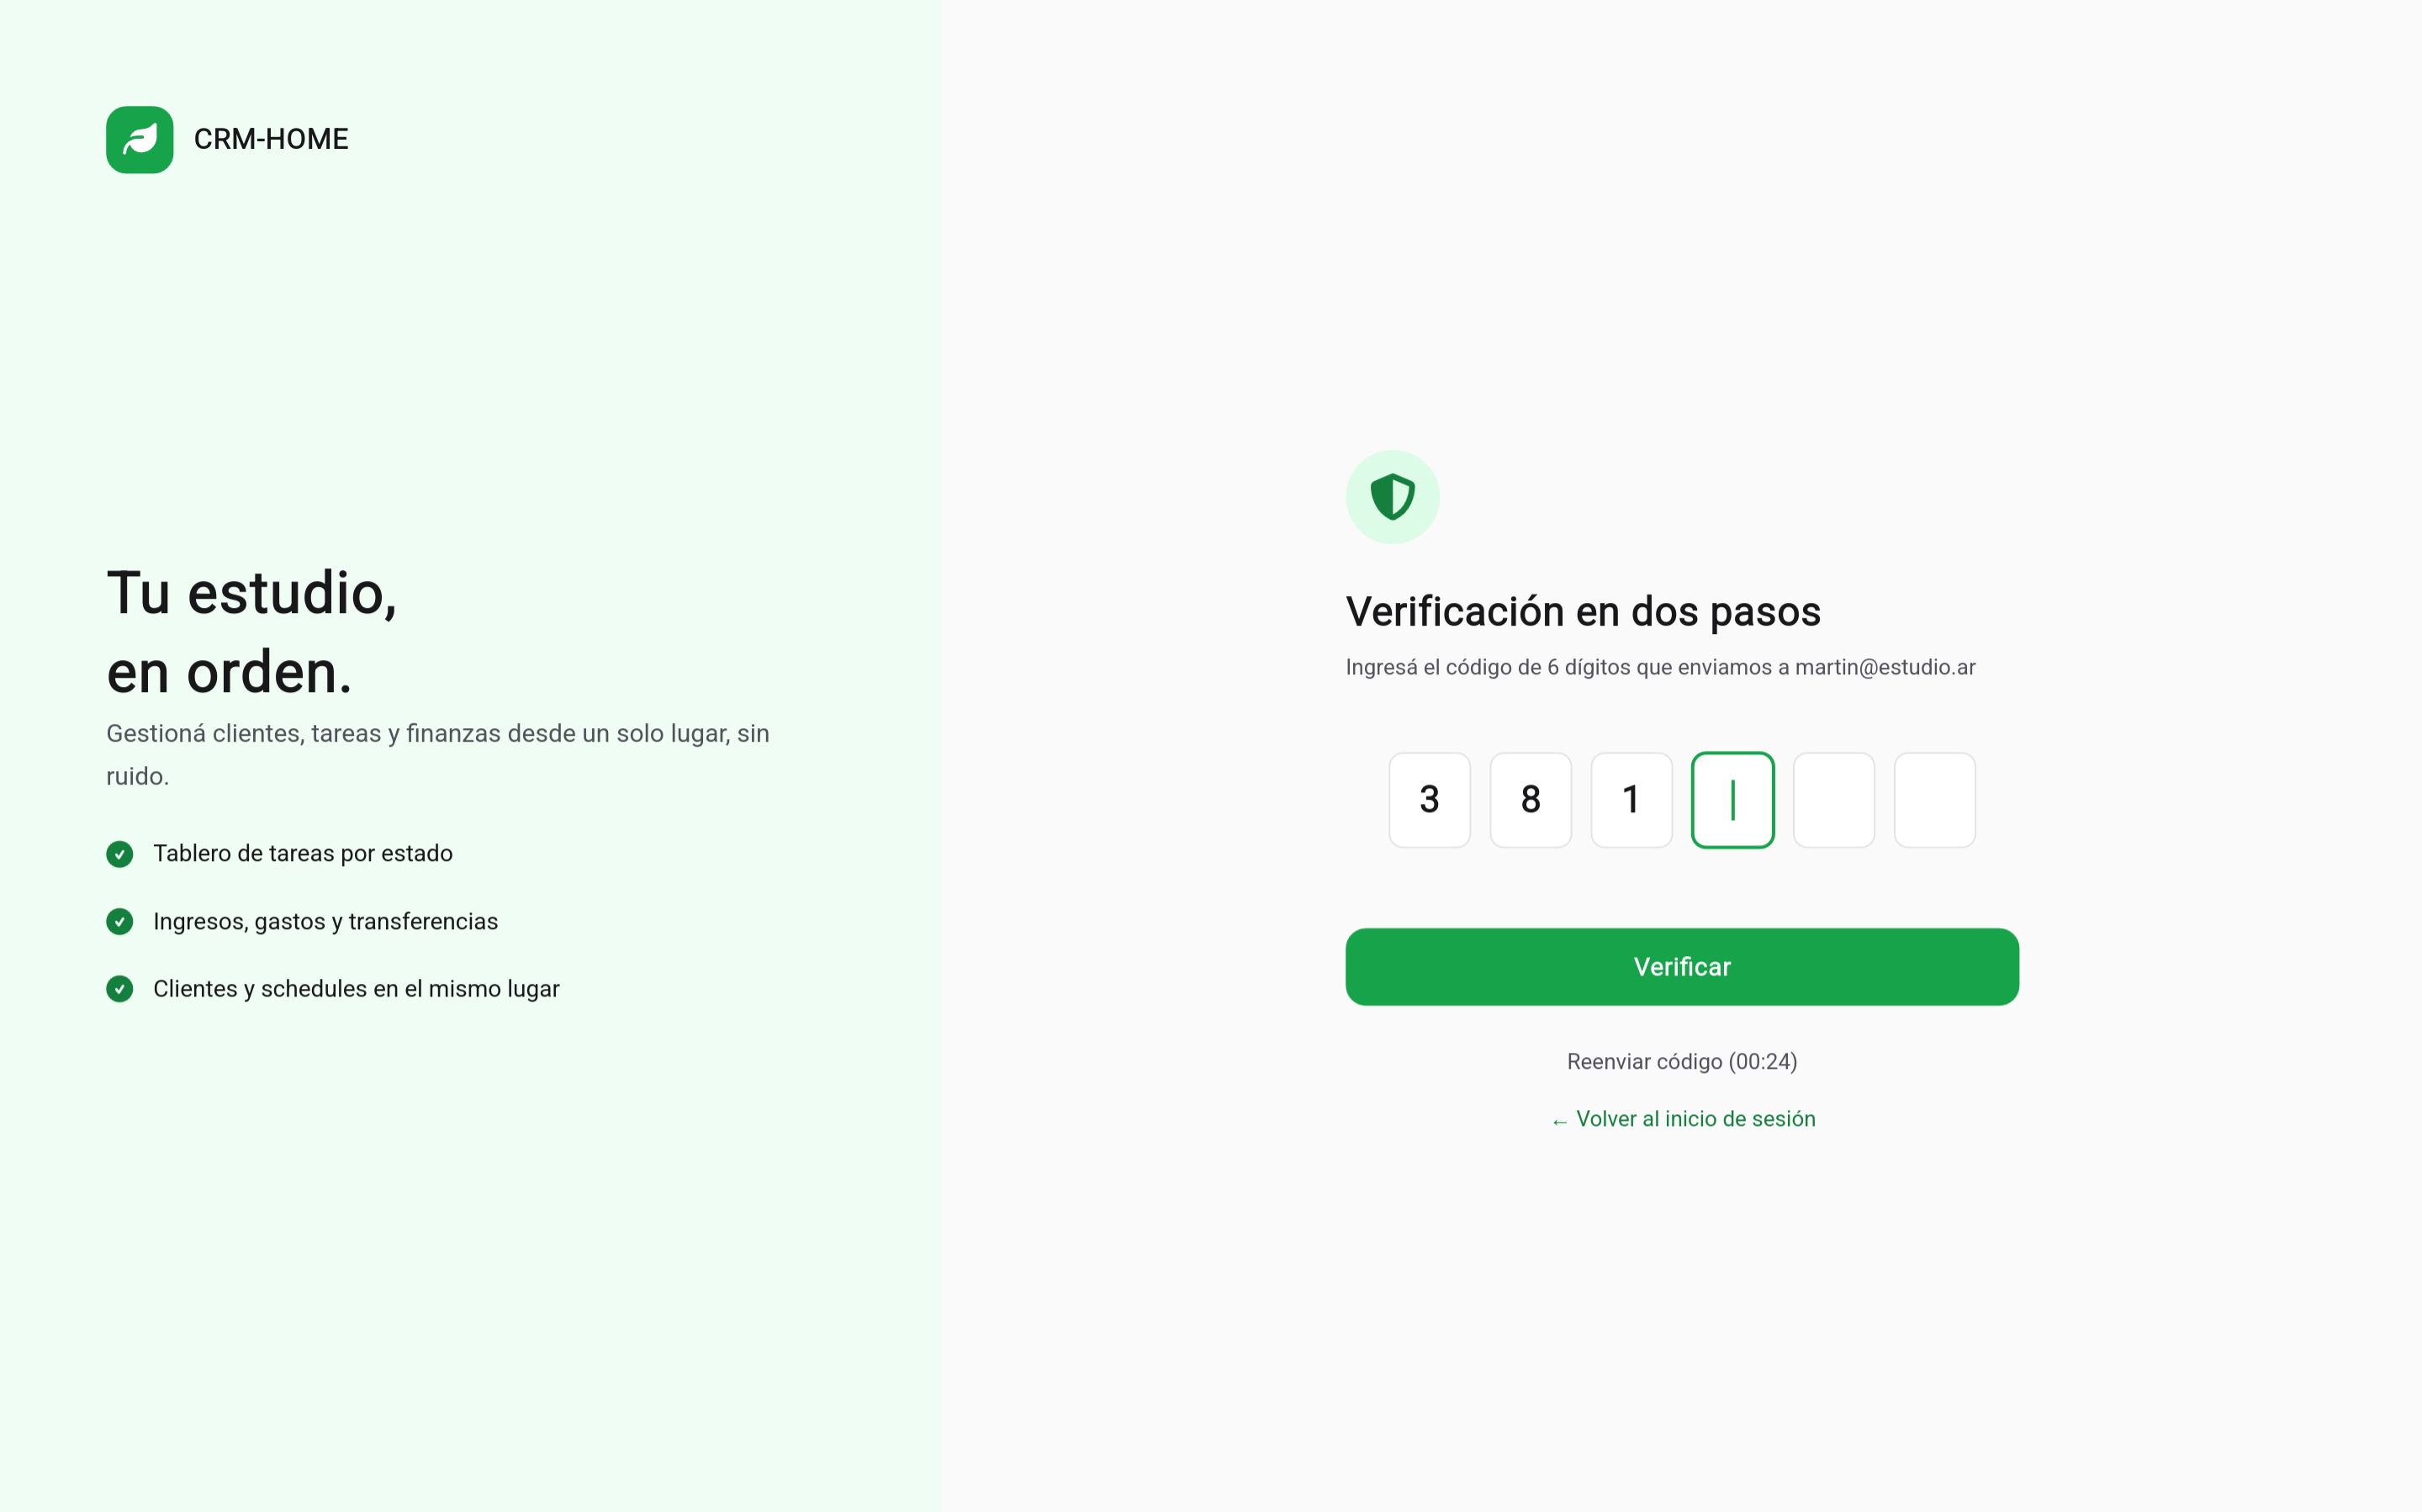 CRM-HOME
Tu estudio,
en orden.
Gestioná clientes, tareas y finanzas desde un solo lugar, sin
ruido.
Tablero de tareas por estado
Ingresos, gastos y transferencias
Clientes y schedules en el mismo lugar
Verificación en dos pasos
Ingresá el código de 6 dígitos que enviamos a martin@estudio.ar
3 8 1
Verificar
Reenviar código (00:24)
← Volver al inicio de sesión